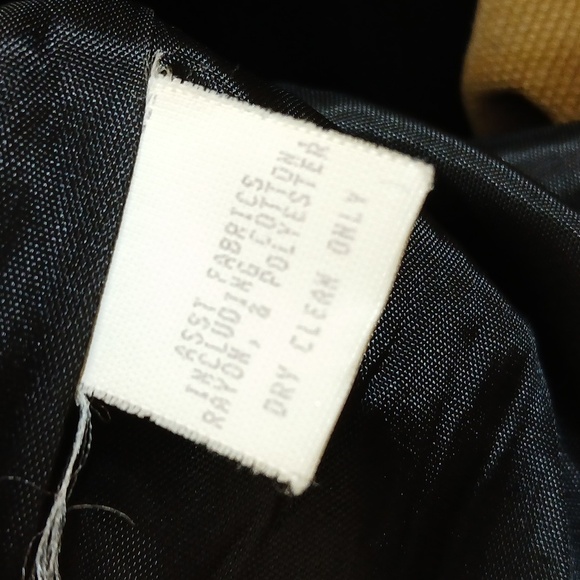 ASST FABRICS
INCLUDING COTTON,
RAYON, & POLYESTER
DRY CLEAN ONLY